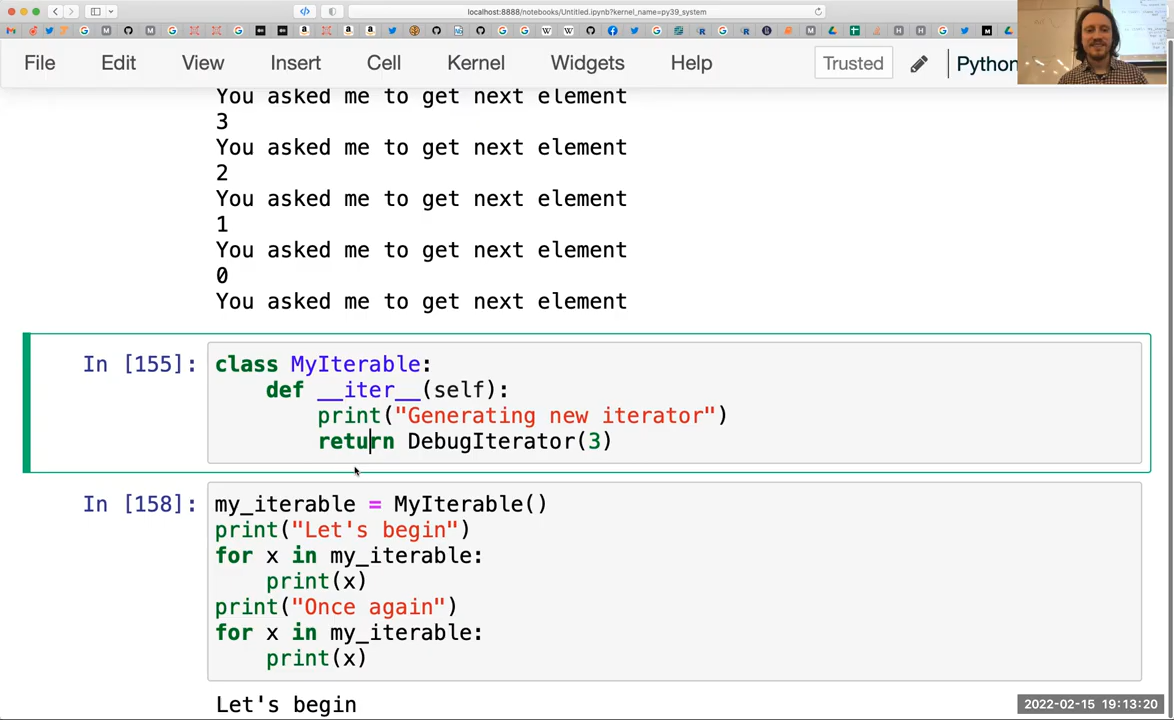 localhost:8888/notebooks/Untitled.ipynb?kernel_name=py39_system
File Edit View Insert Cell Kernel Widgets Help Trusted Python
You asked me to get next element
3
You asked me to get next element
2
You asked me to get next element
1
You asked me to get next element
0
You asked me to get next element
In [155]: class MyIterable:
def __iter__(self):
print("Generating new iterator")
return DebugIterator(3)
In [158]: my_iterable = MyIterable()
print("Let's begin")
for x in my_iterable:
print(x)
print("Once again")
for x in my_iterable:
print(x)
Let's begin
2022-02-15 19:13:20